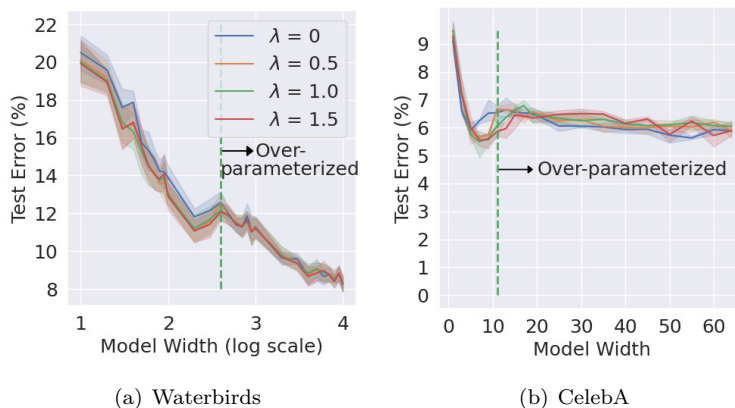 22
20
18
16
14
12
10
8
Test Error (%)
λ = 0
λ = 0.5
λ = 1.0
λ = 1.5
Over-
parameterized
1 2 3 4
Model Width (log scale)
(a) Waterbirds
9
8
7
6
5
4
3
2
1
0
Test Error (%)
Over-parameterized
0 10 20 30 40 50 60
Model Width
(b) CelebA